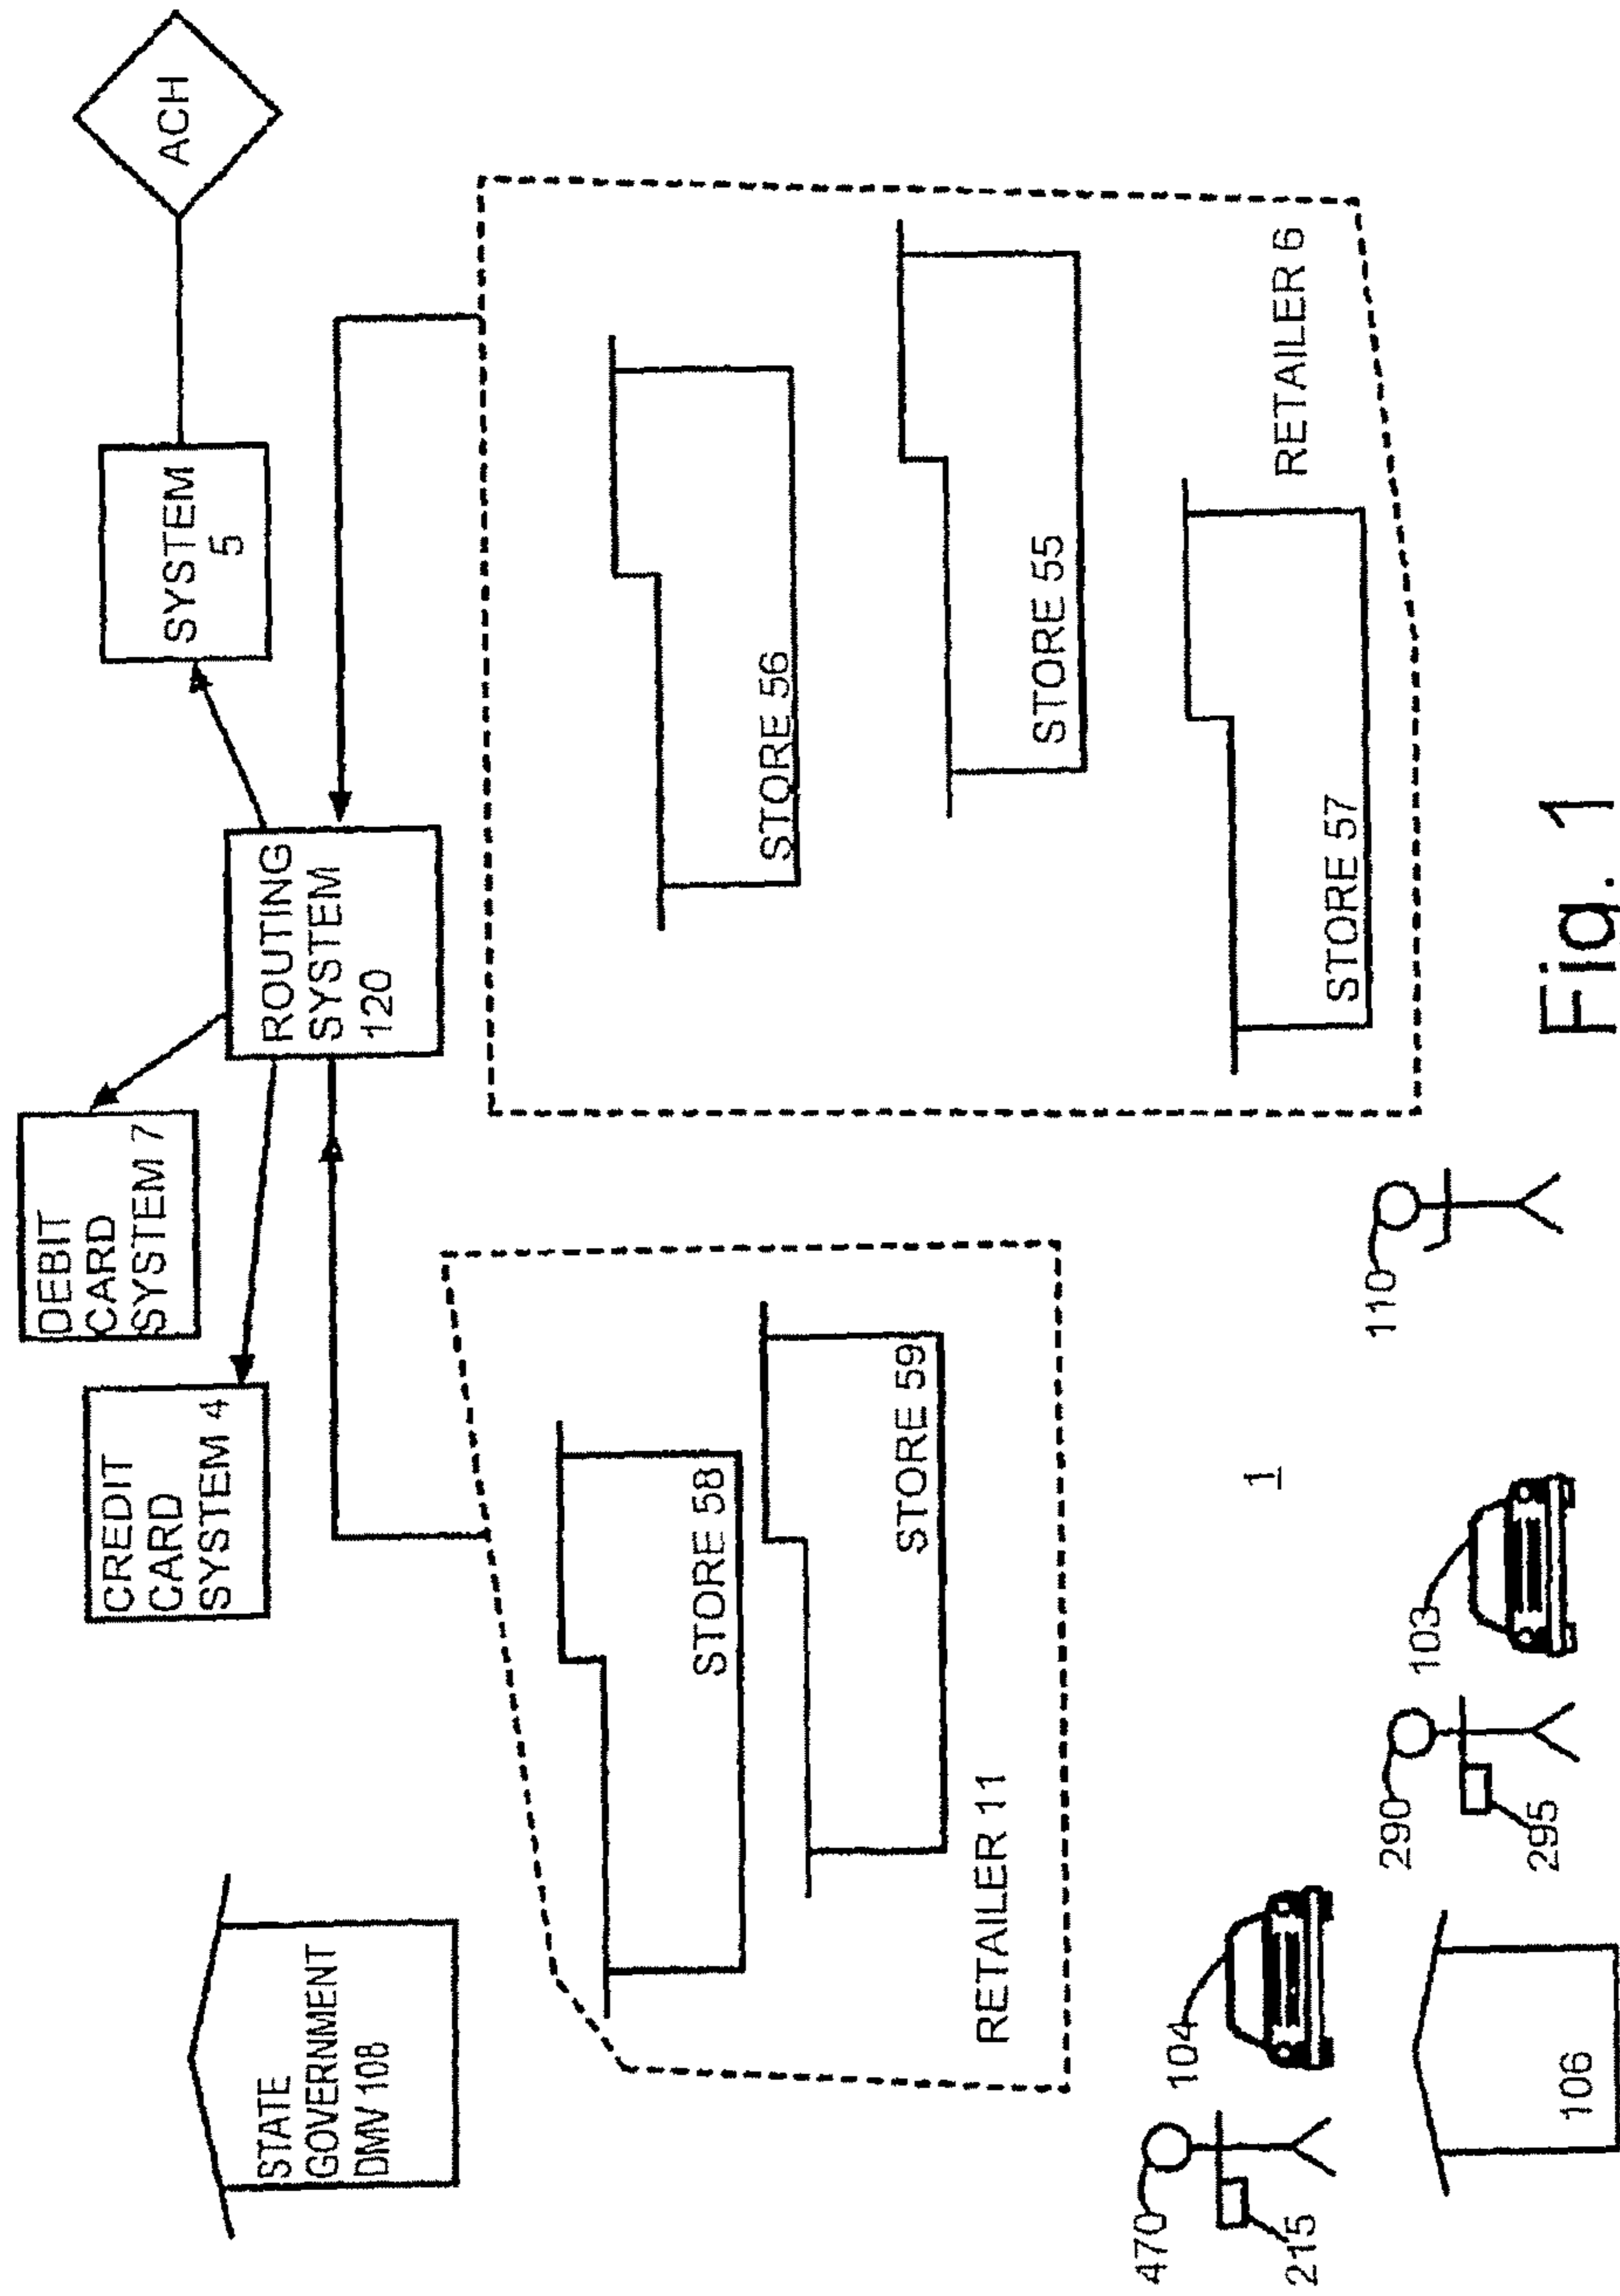 STATE
GOVERNMENT
DMV 108
CREDIT
CARD
SYSTEM 4
DEBIT
CARD
SYSTEM 7
ROUTING
SYSTEM
120
SYSTEM
5
ACH
STORE 58
STORE 59
RETAILER 11
STORE 56
STORE 55
STORE 57
RETAILER 6
470
215
104
106
290
295
103
1
110
Fig. 1